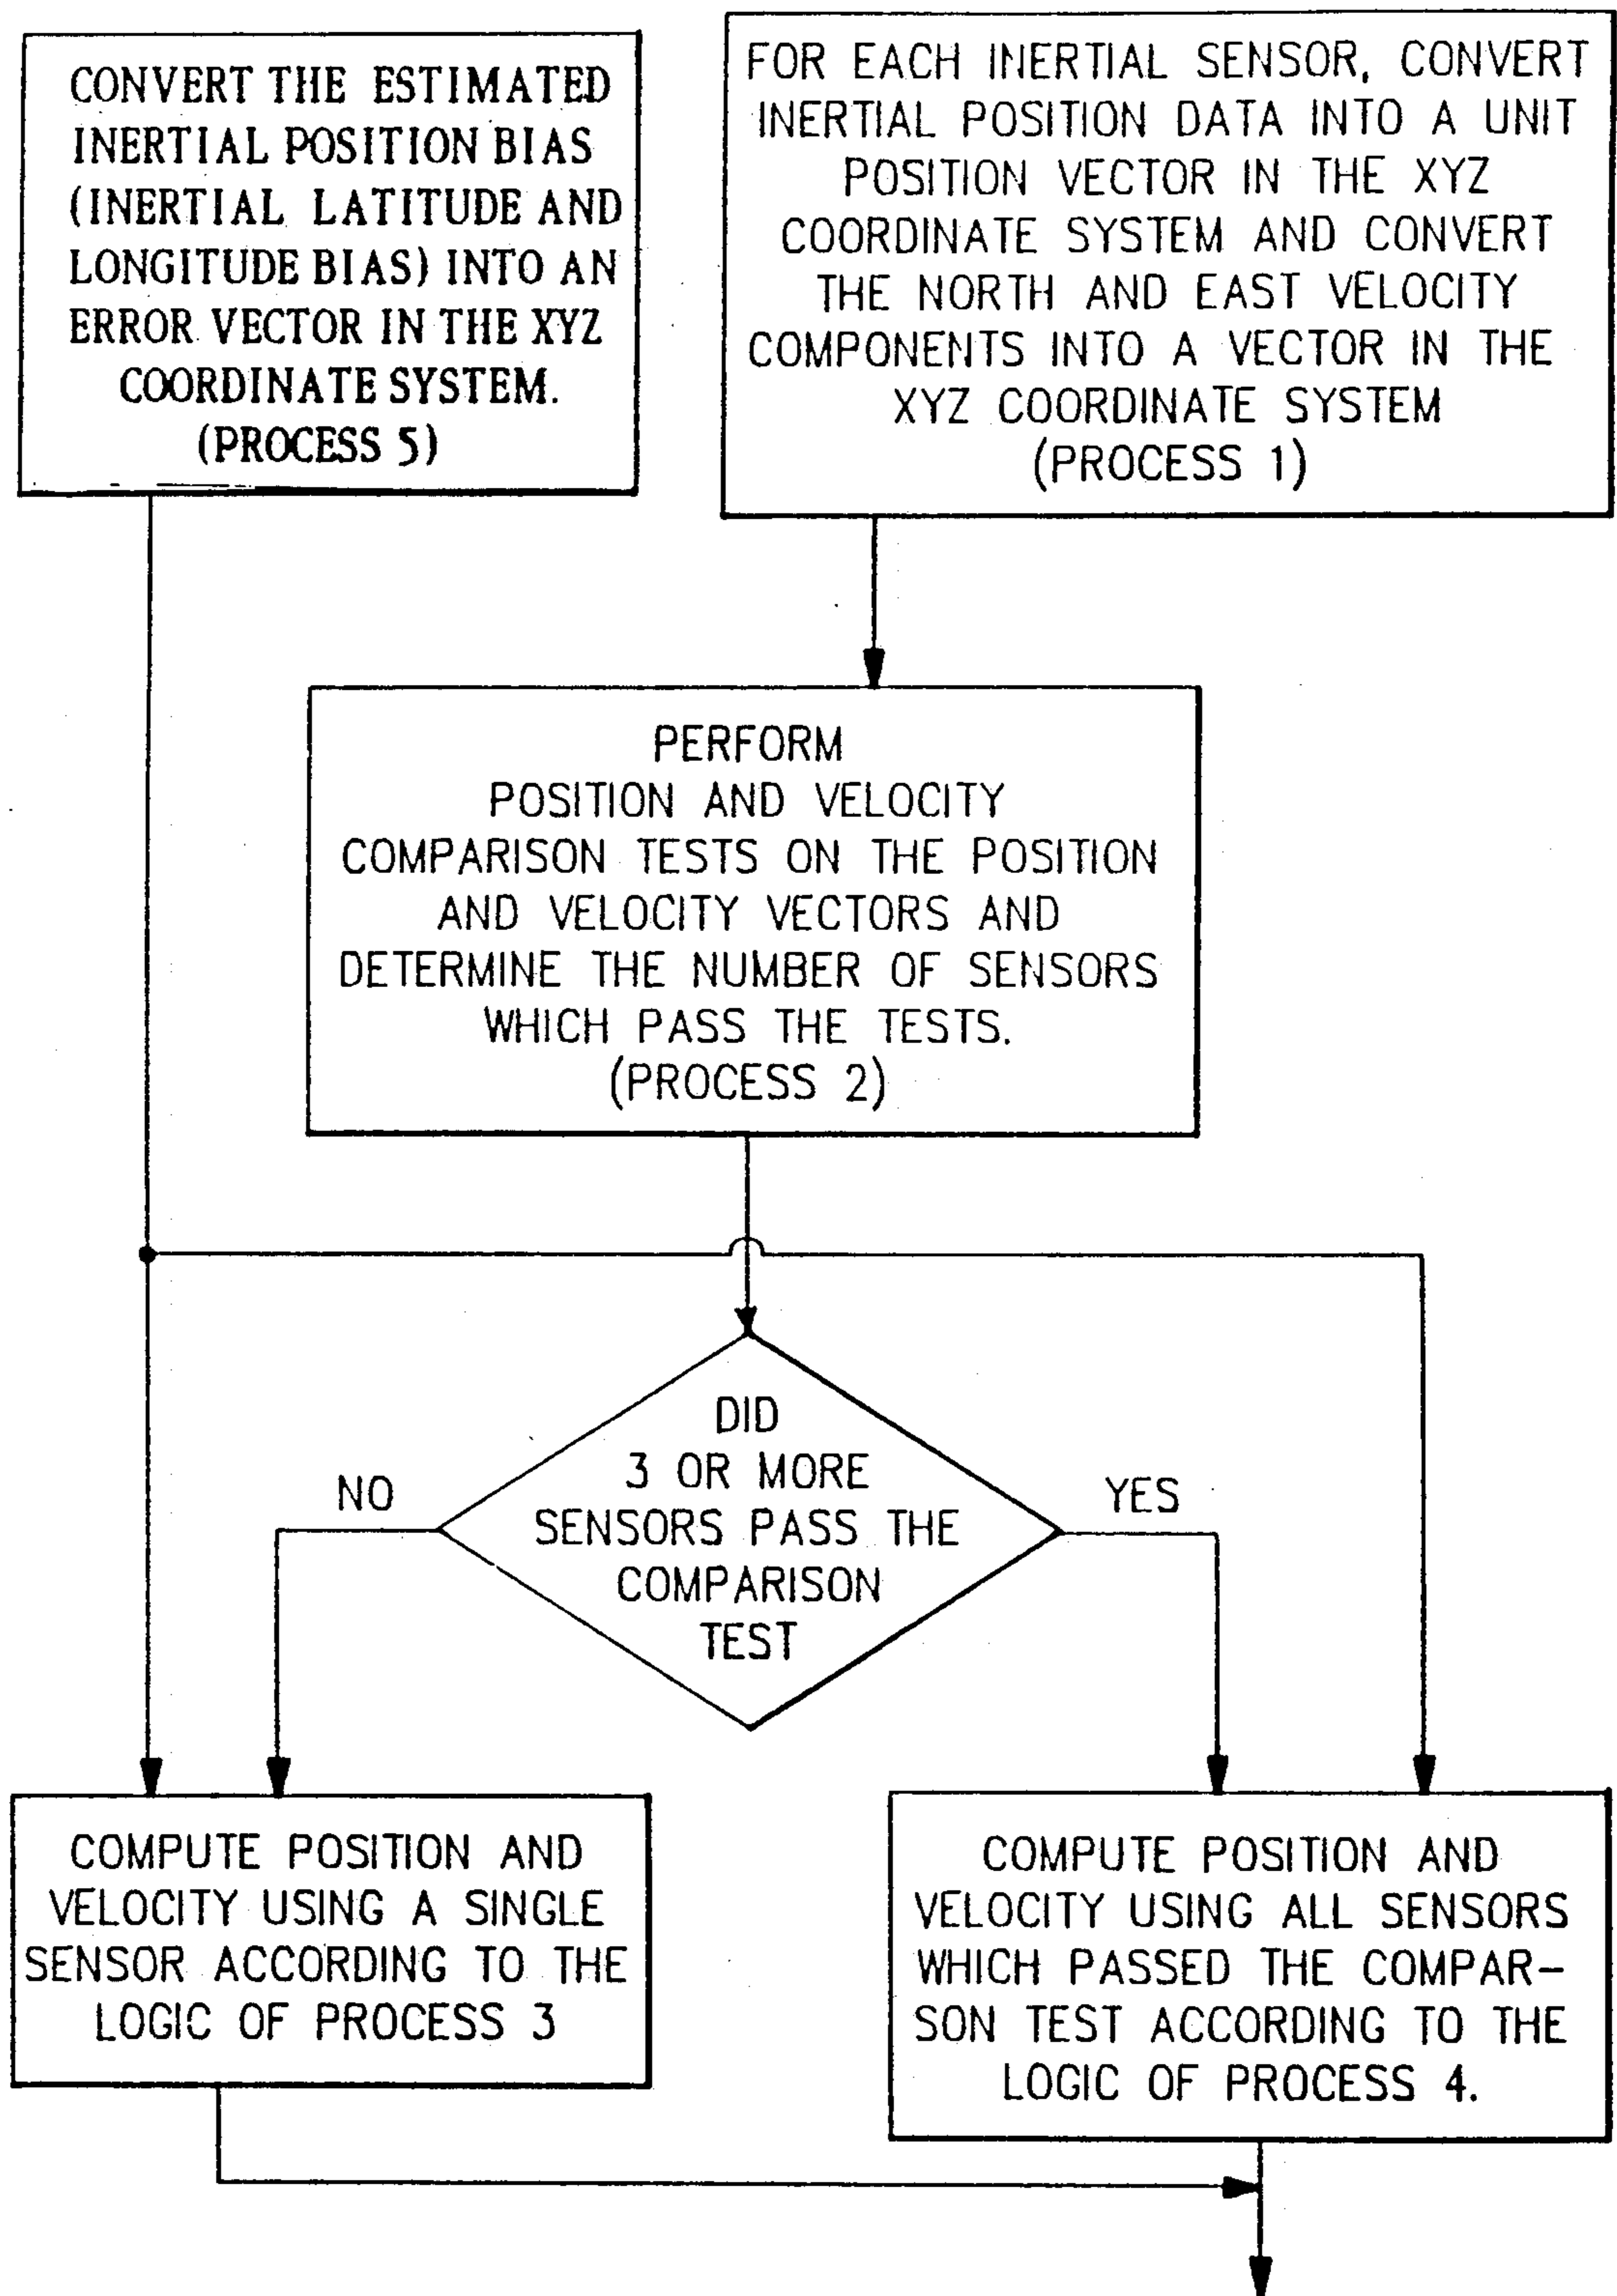 CONVERT THE ESTIMATED
INERTIAL POSITION BIAS
(INERTIAL LATITUDE AND
LONGITUDE BIAS) INTO AN
ERROR VECTOR IN THE XYZ
COORDINATE SYSTEM.
(PROCESS 5)
FOR EACH INERTIAL SENSOR, CONVERT
INERTIAL POSITION DATA INTO A UNIT
POSITION VECTOR IN THE XYZ
COORDINATE SYSTEM AND CONVERT
THE NORTH AND EAST VELOCITY
COMPONENTS INTO A VECTOR IN THE
XYZ COORDINATE SYSTEM
(PROCESS 1)
PERFORM
POSITION AND VELOCITY
COMPARISON TESTS ON THE POSITION
AND VELOCITY VECTORS AND
DETERMINE THE NUMBER OF SENSORS
WHICH PASS THE TESTS.
(PROCESS 2)
DID
3 OR MORE
SENSORS PASS THE
COMPARISON
TEST
NO
YES
COMPUTE POSITION AND
VELOCITY USING A SINGLE
SENSOR ACCORDING TO THE
LOGIC OF PROCESS 3
COMPUTE POSITION AND
VELOCITY USING ALL SENSORS
WHICH PASSED THE COMPAR-
SON TEST ACCORDING TO THE
LOGIC OF PROCESS 4.